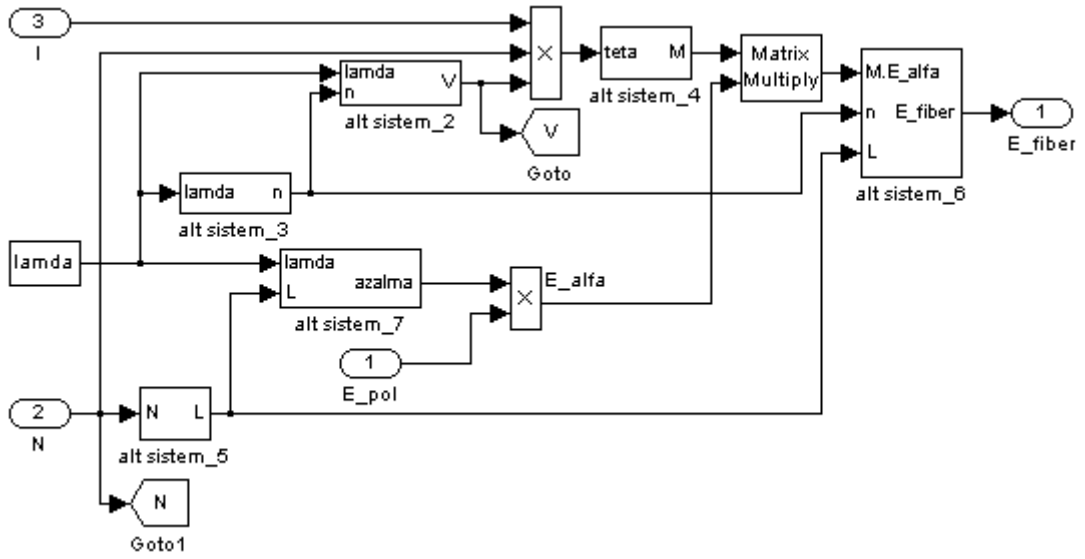 3
I
lamda
n
V
alt sistem_2
×
teta M
alt sistem_4
Matrix
Multiply
M.E_alfa
E_fiber
n
L
alt sistem_6
1
E_fiber
V
Goto
lamda n
alt sistem_3
lamda
lamda
azalma
L
alt sistem_7
×
E_alfa
1
E_pol
2
N
N L
alt sistem_5
N
Goto1